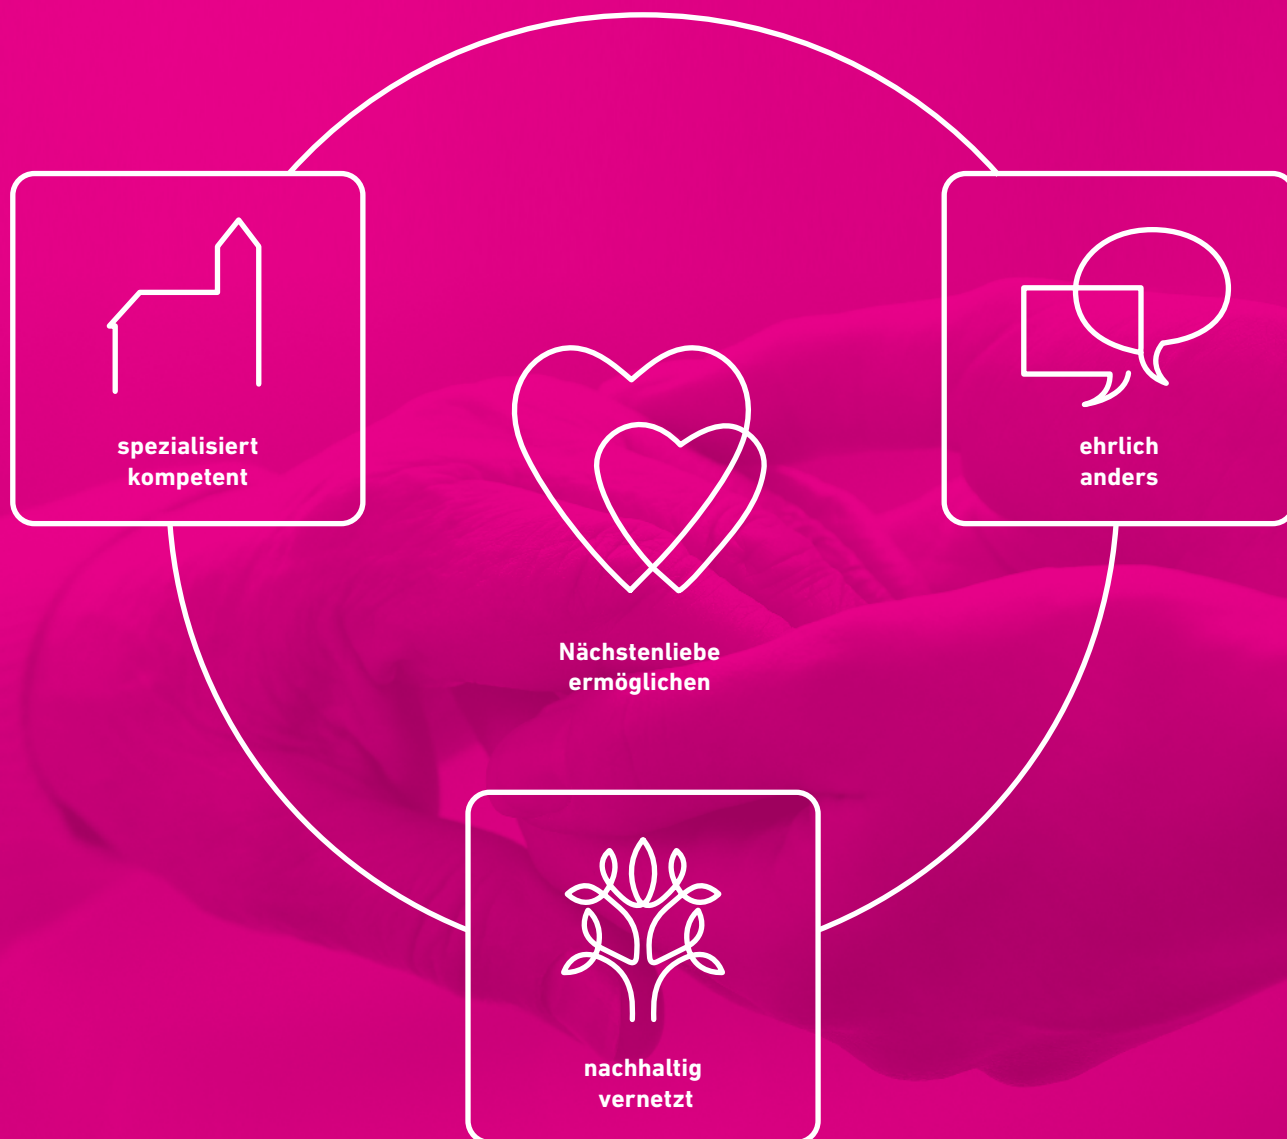 spezialisiert
kompetent
ehrlich
anders
Nächstenliebe
ermöglichen
nachhaltig
vernetzt